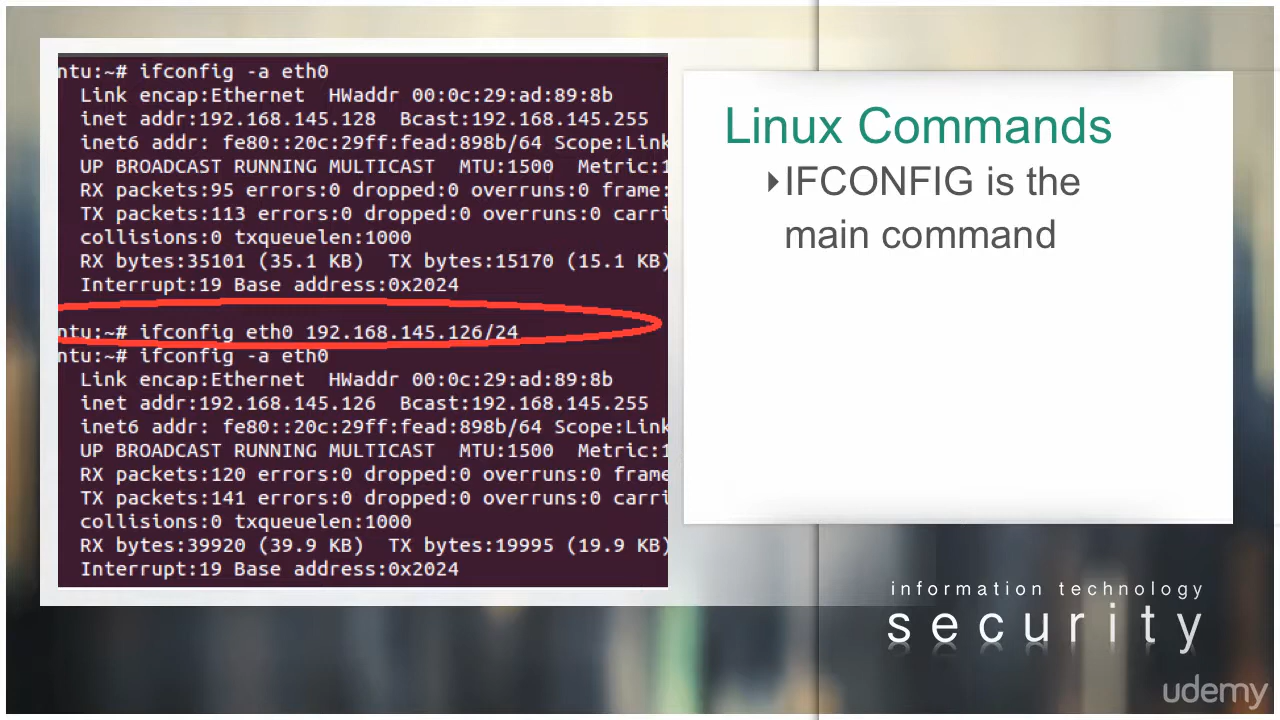 ntu:~# ifconfig -a eth0
Link encap:Ethernet HWaddr 00:0c:29:ad:89:8b
inet addr:192.168.145.128 Bcast:192.168.145.255
inet6 addr: fe80::20c:29ff:fead:898b/64 Scope:Link
UP BROADCAST RUNNING MULTICAST MTU:1500 Metric:1
RX packets:95 errors:0 dropped:0 overruns:0 frame:
TX packets:113 errors:0 dropped:0 overruns:0 carri
collisions:0 txqueuelen:1000
RX bytes:35101 (35.1 KB) TX bytes:15170 (15.1 KB)
Interrupt:19 Base address:0x2024
ntu:~# ifconfig eth0 192.168.145.126/24
ntu:~# ifconfig -a eth0
Link encap:Ethernet HWaddr 00:0c:29:ad:89:8b
inet addr:192.168.145.126 Bcast:192.168.145.255
inet6 addr: fe80::20c:29ff:fead:898b/64 Scope:Link
UP BROADCAST RUNNING MULTICAST MTU:1500 Metric:1
RX packets:120 errors:0 dropped:0 overruns:0 frame
TX packets:141 errors:0 dropped:0 overruns:0 carri
collisions:0 txqueuelen:1000
RX bytes:39920 (39.9 KB) TX bytes:19995 (19.9 KB)
Interrupt:19 Base address:0x2024
Linux Commands
IFCONFIG is the
main command
information technology
security
udemy